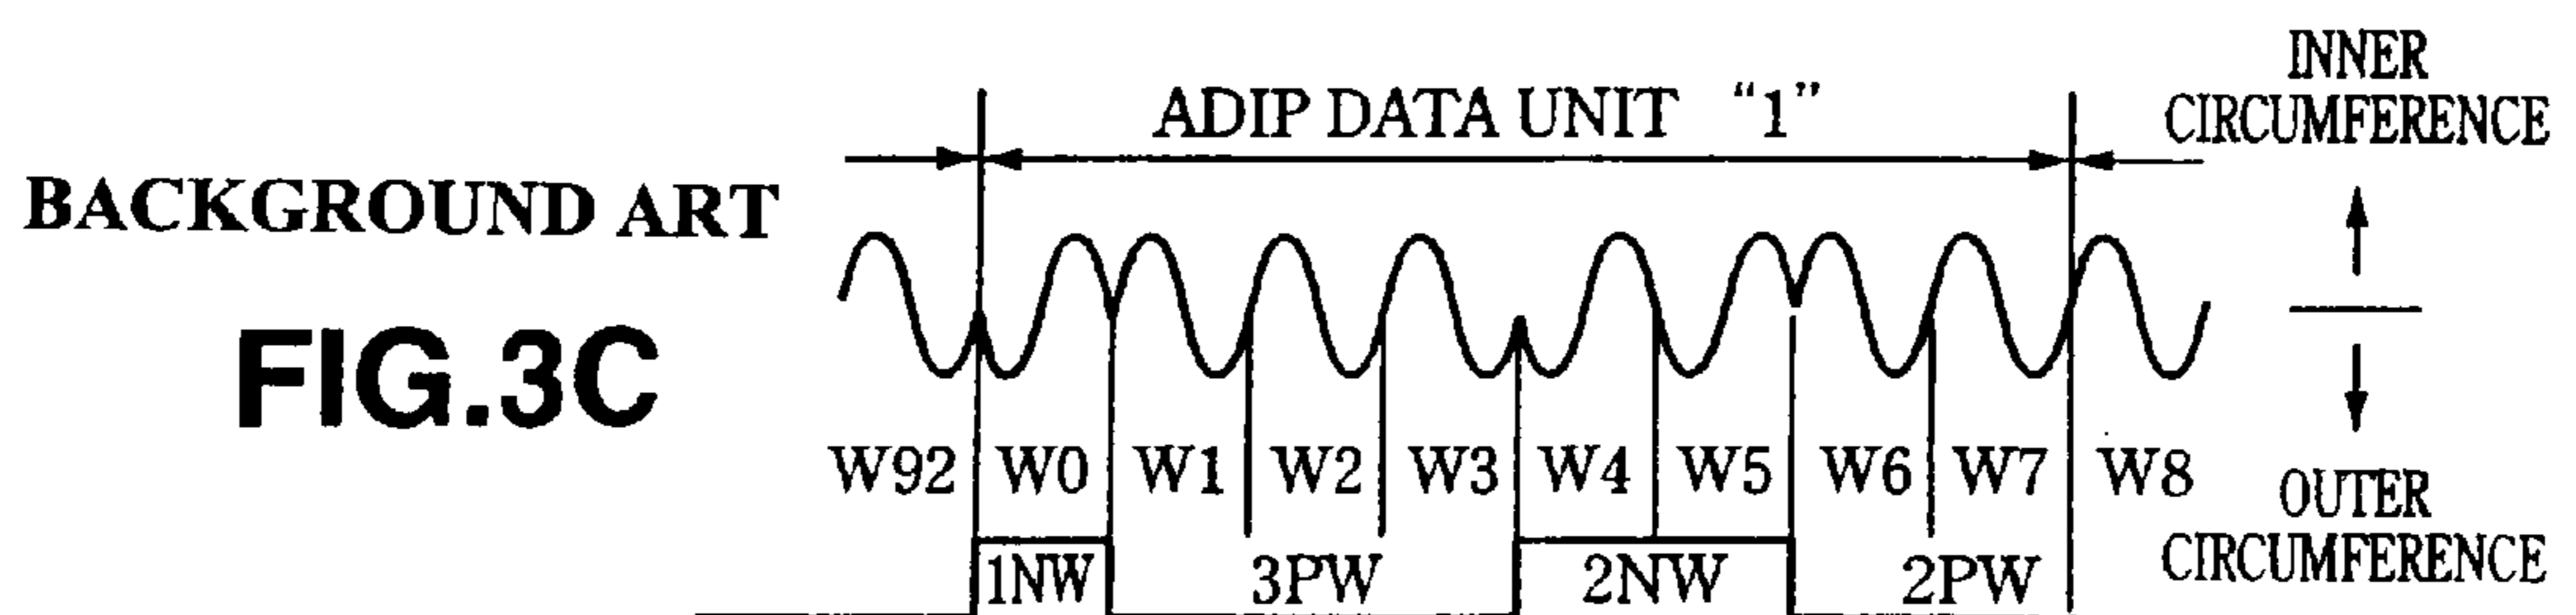 INNER
CIRCUMFERENCE
ADIP DATA UNIT “1”
BACKGROUND ART
FIG.3C
W92 W0 W1 W2 W3 W4 W5 W6 W7 W8
OUTER
CIRCUMFERENCE
1NW 3PW 2NW 2PW